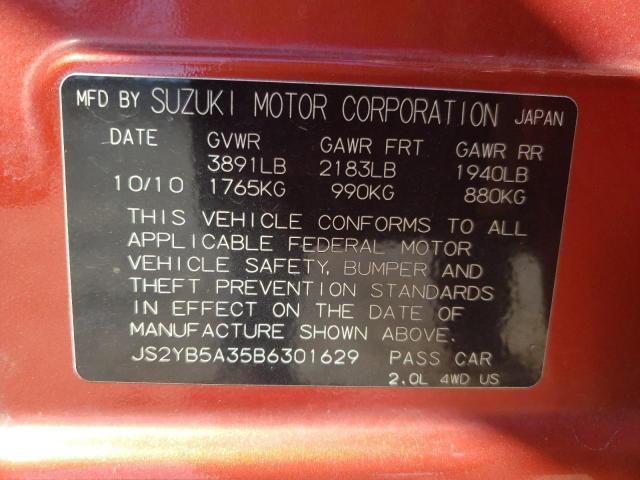 MFD BY SUZUKI MOTOR CORPORATION JAPAN
DATE GVWR GAWR FRT GAWR RR
3891LB 2183LB 1940LB
10/10 1765KG 990KG 880KG
THIS VEHICLE CONFORMS TO ALL
APPLICABLE FEDERAL MOTOR
VEHICLE SAFETY, BUMPER AND
THEFT PREVENTION STANDARDS
IN EFFECT ON THE DATE OF
MANUFACTURE SHOWN ABOVE.
JS2YB5A35B6301629 PASS CAR
2.0L 4WD US